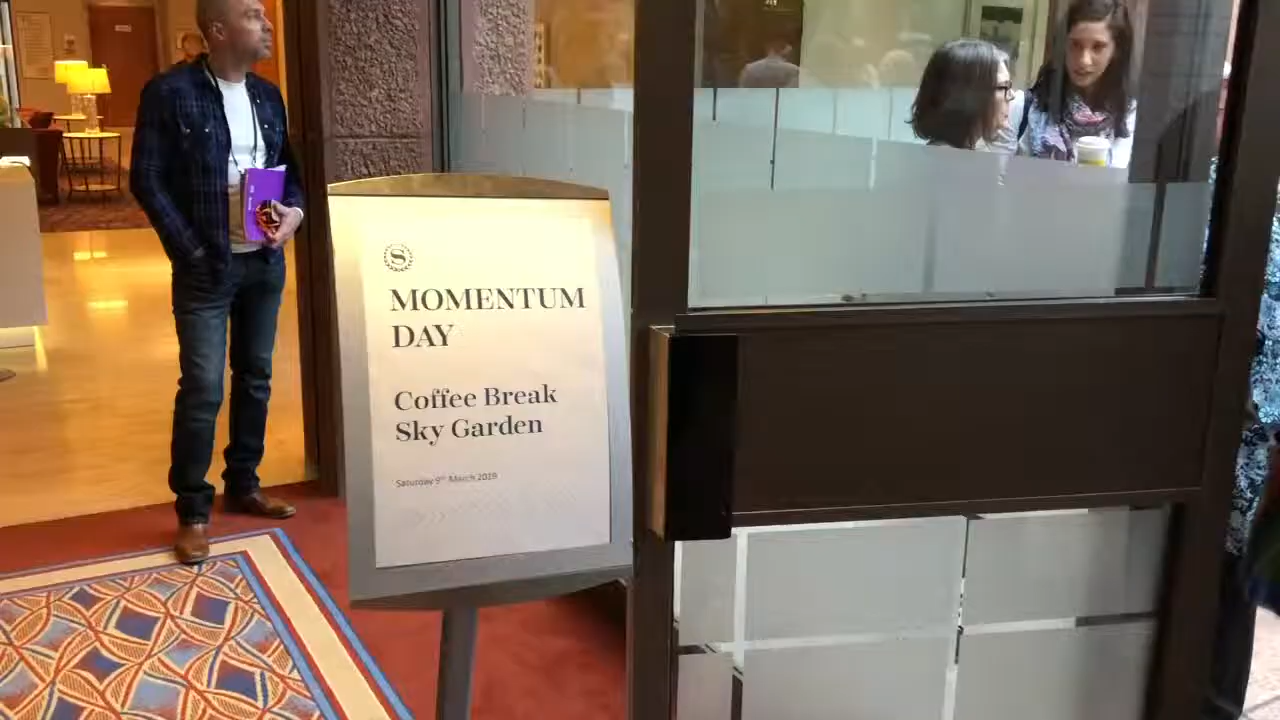 S
MOMENTUM
DAY
Coffee Break
Sky Garden
Saturday 9th March 2019